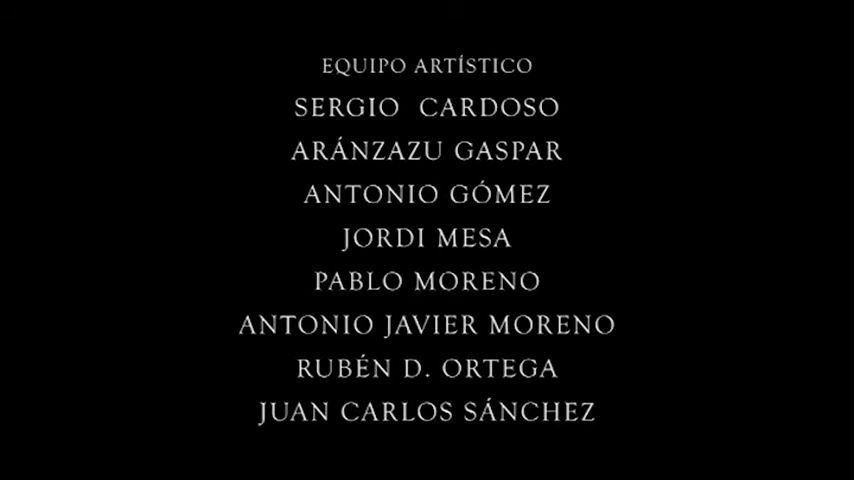 EQUIPO ARTÍSTICO
SERGIO CARDOSO
ARÁNZAZU GASPAR
ANTONIO GÓMEZ
JORDI MESA
PABLO MORENO
ANTONIO JAVIER MORENO
RUBÉN D. ORTEGA
JUAN CARLOS SÁNCHEZ